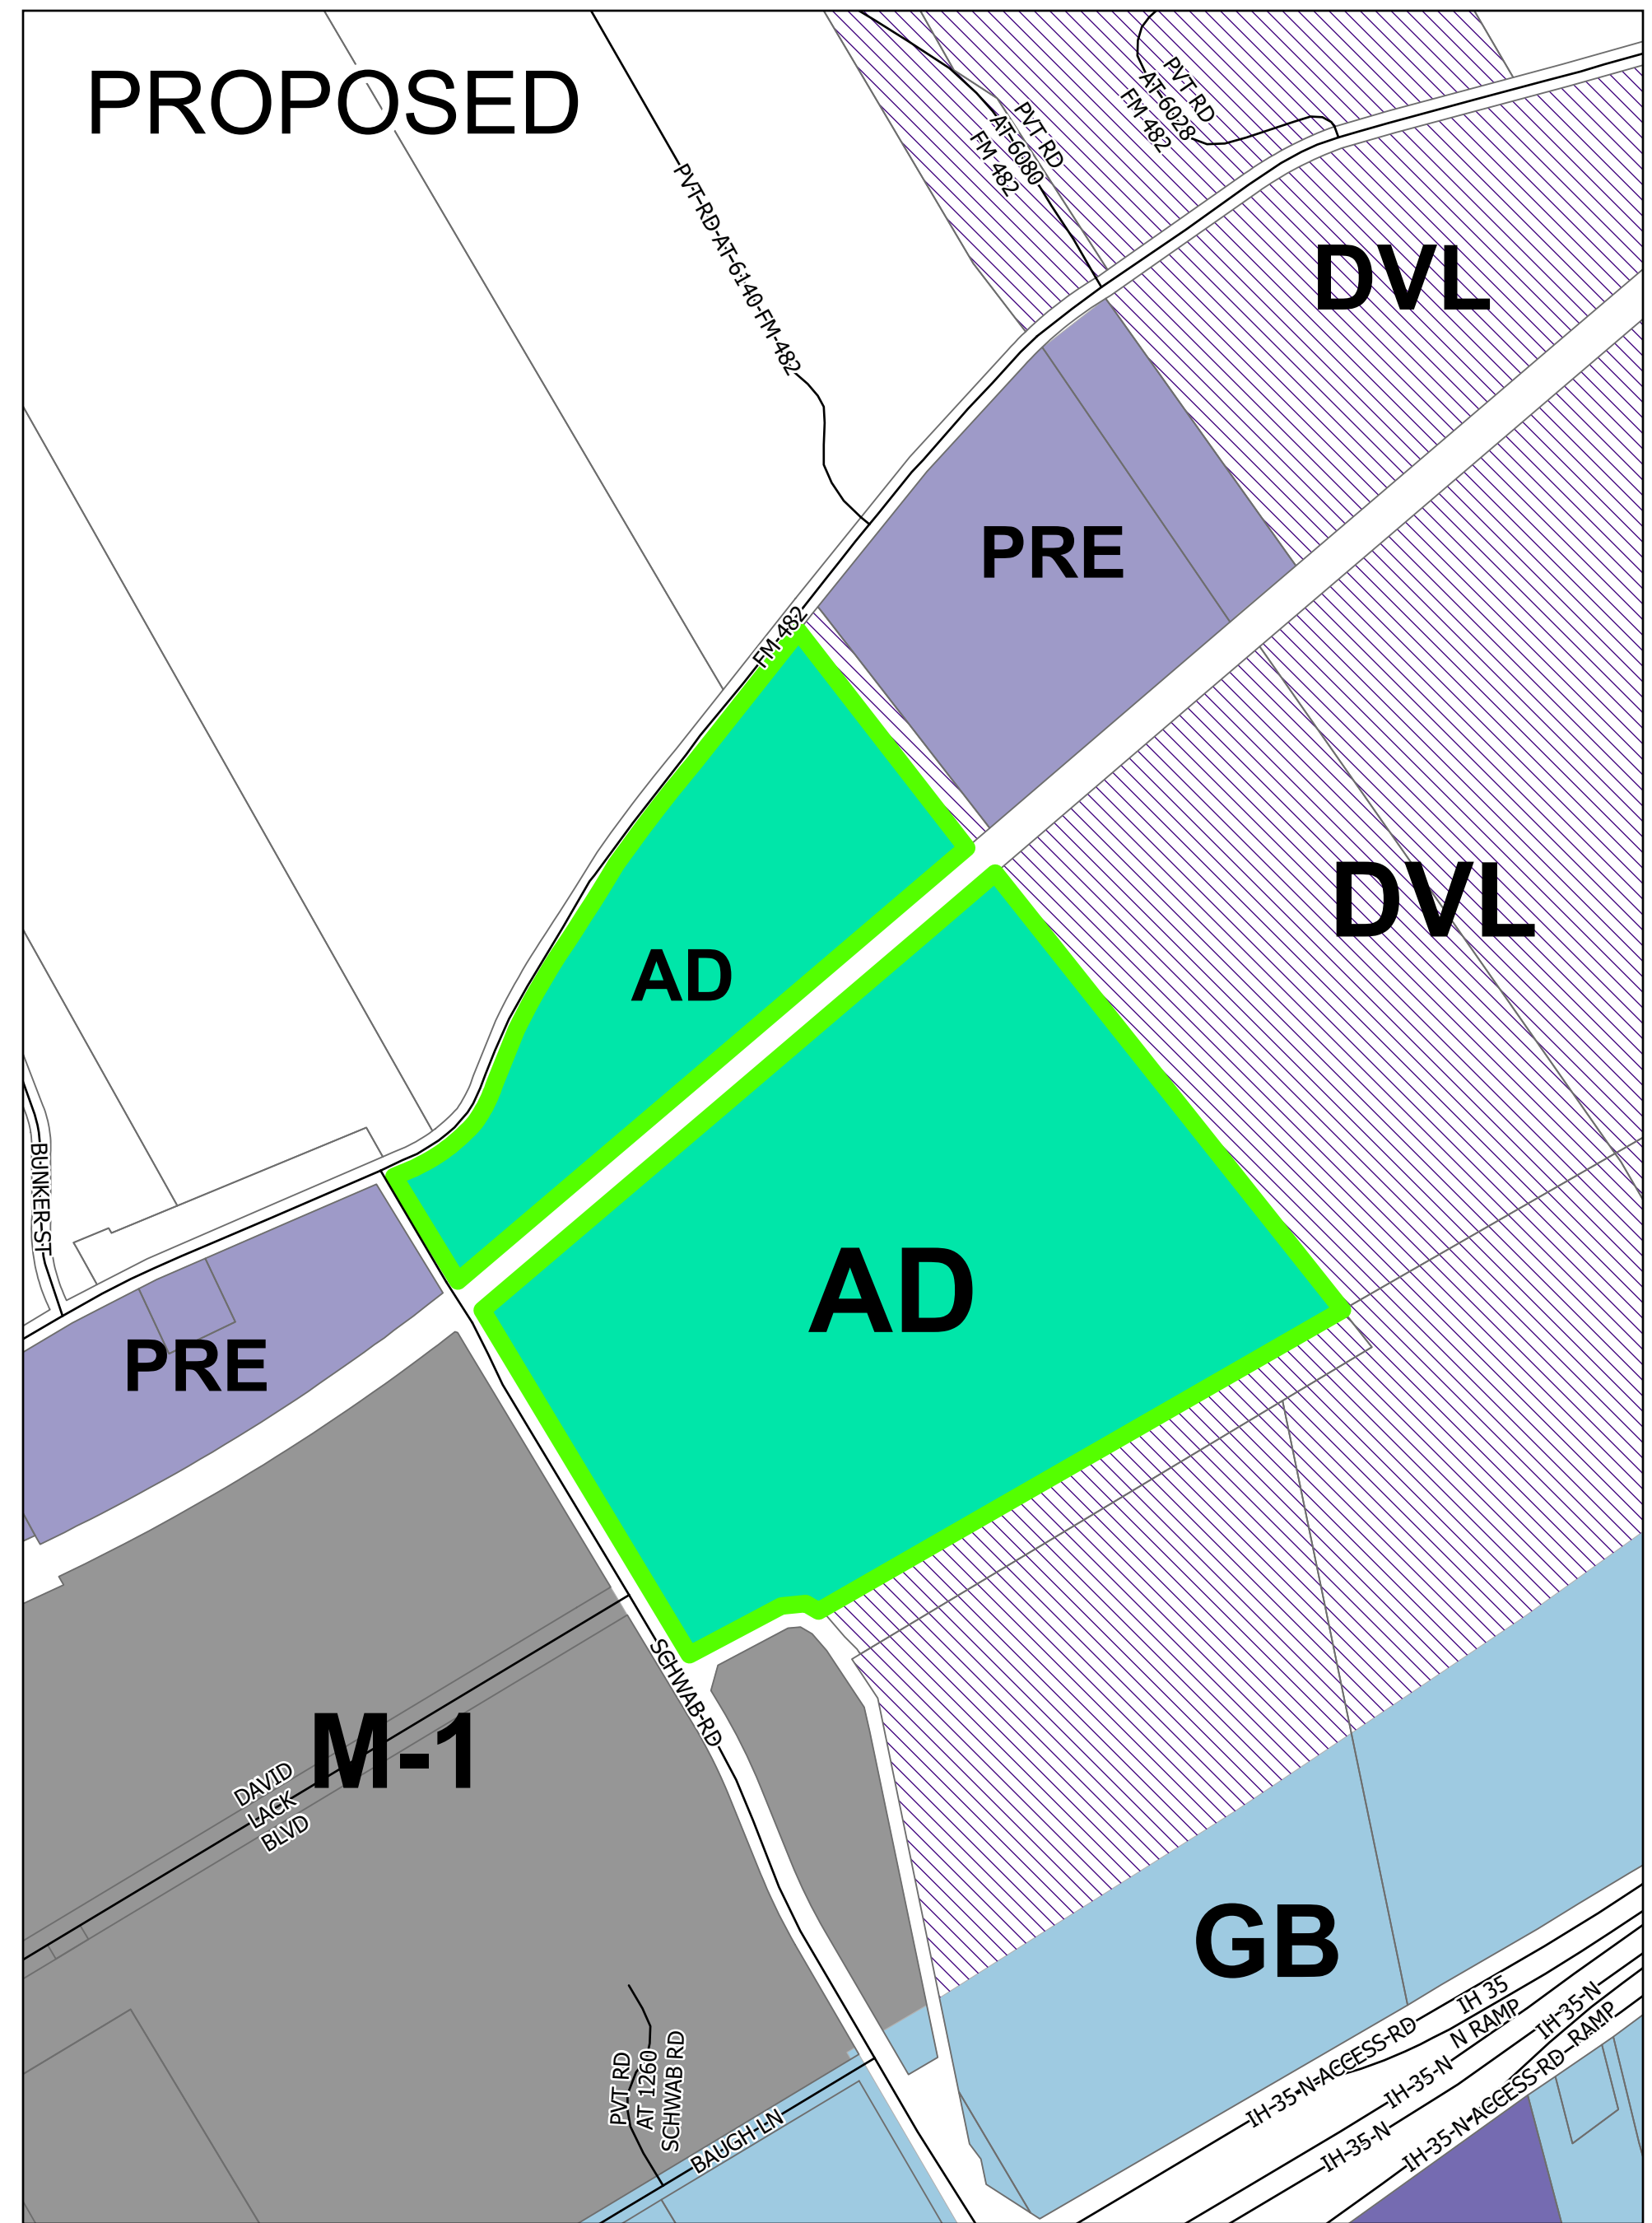 PROPOSED
PVT RD
AT 6028
FM 482
PVT RD
AT 6080
FM 482
PVT-RD-AT-6140-FM-482
DVL
PRE
FM-482
DVL
AD
BUNKER-ST
AD
PRE
SCHWAB-RD
M-1
DAVID
LACK
BLVD
GB
IH 35
N RAMP
IH-35-N-ACCESS-RD
IH-35-N
IH-35-N
RAMP
IH-35-N-ACCESS-RD
IH-35-N
PVT RD
AT 1260
SCHWAB RD
BAUGH-LN